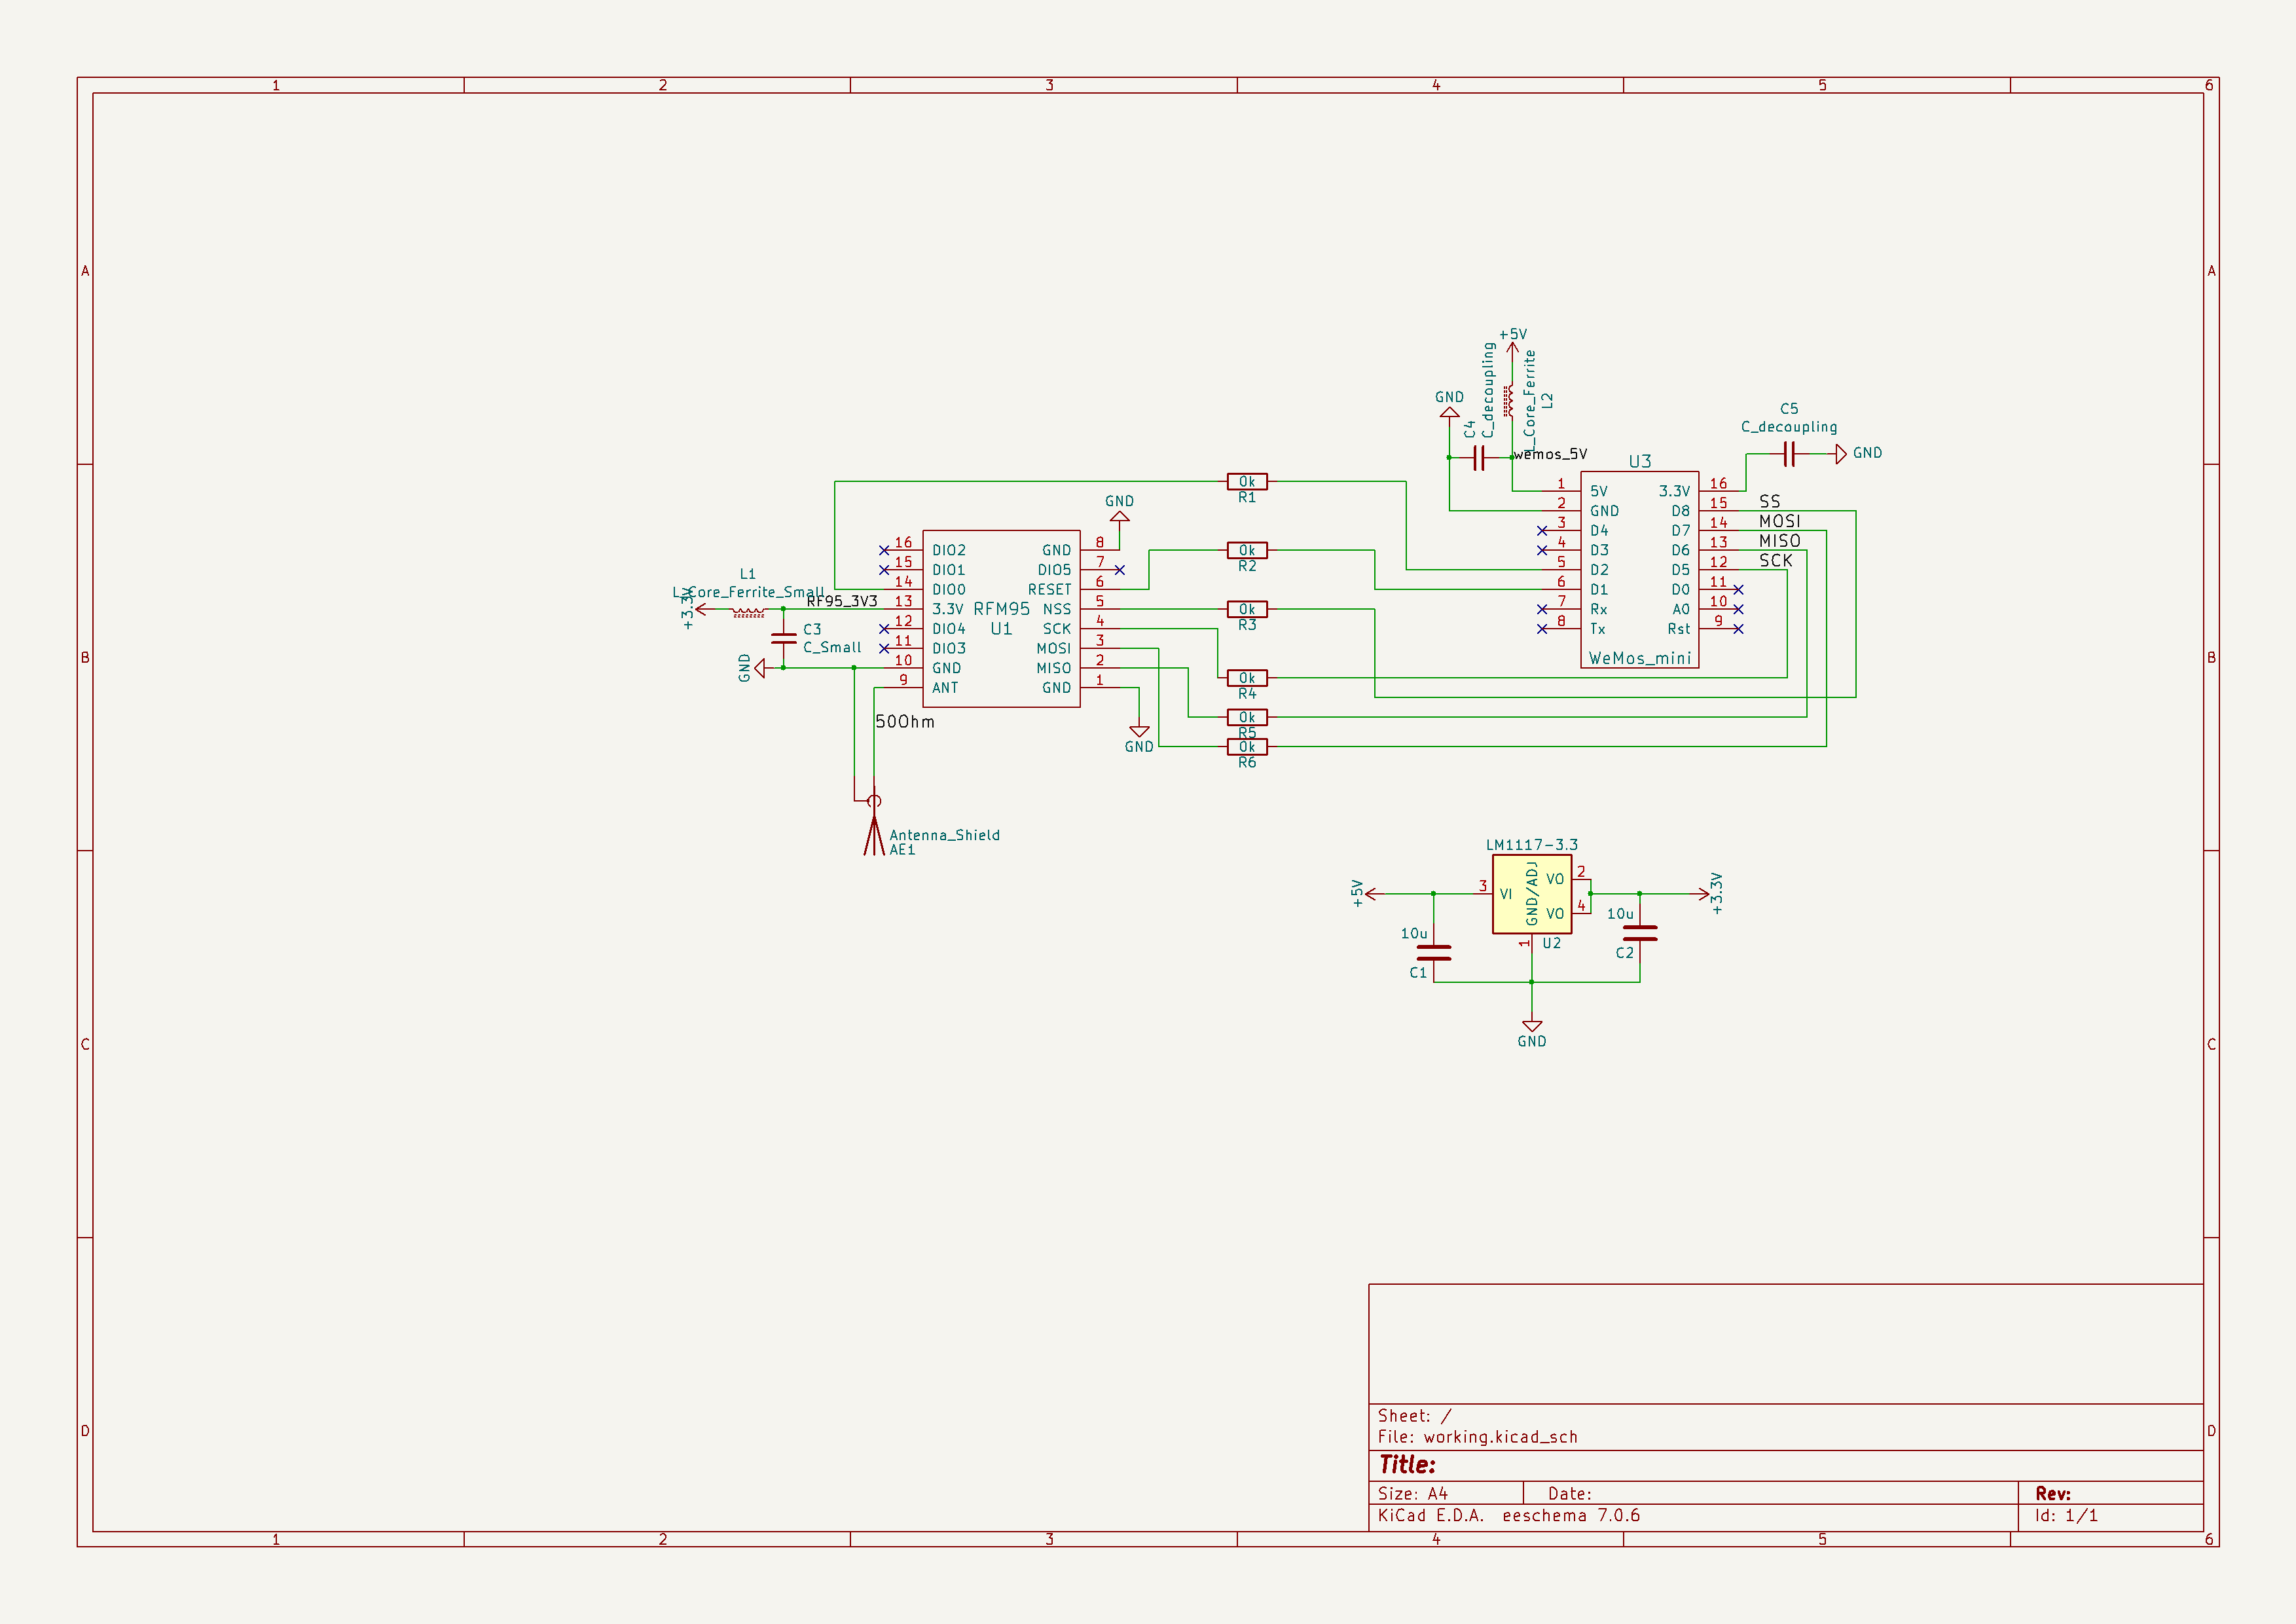 1 2 3 4 5 6
A A
+5V
C_decoupling
L_Core_Ferrite
L2
GND
C4
C5
C_decoupling
GND
wemos_5V
U3
0k
R1
GND
1 5V 3.3V 16
2 GND D8 15 SS
3 D4 D7 14 MOSI
4 D3 D6 13 MISO
5 D2 D5 12 SCK
6 D1 D0 11
7 Rx A0 10
8 Tx Rst 9
WeMos_mini
16 DIO2 GND 8
15 DIO1 DIO5 7
14 DIO0 RESET 6
13 3.3V RFM95 NSS 5
12 DIO4 U1 SCK 4
11 DIO3 MOSI 3
10 GND MISO 2
9 ANT GND 1
0k
R2
L1
L_Core_Ferrite_Small
+3.3V
RF95_3V3
0k
R3
C3
C_Small
B B
GND
0k
R4
50Ohm
0k
R5
GND
0k
R6
Antenna_Shield
AE1
LM1117-3.3
+5V
3 VI GND/ADJ VO 2
VO 4
+3.3V
10u
10u
1 U2
C2
C1
GND
C C
D D
Sheet: /
File: working.kicad_sch
Title:
Size: A4 Date: Rev:
KiCad E.D.A. eeschema 7.0.6 Id: 1/1
1 2 3 4 5 6